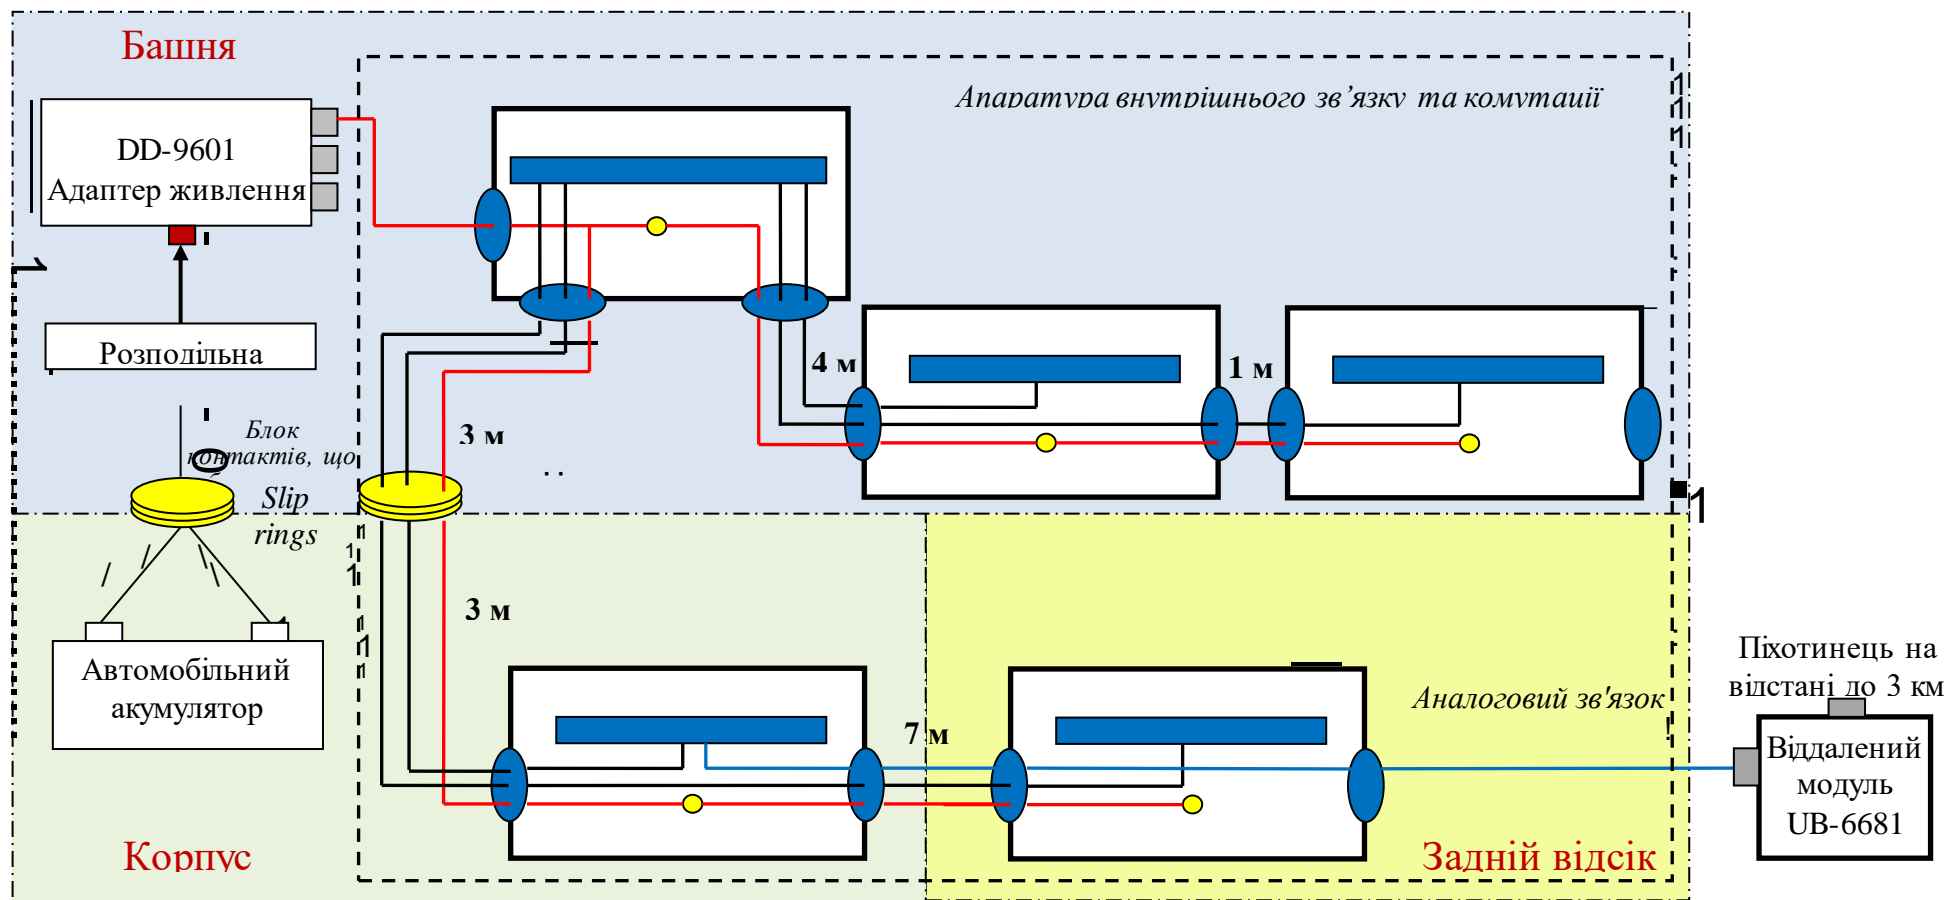 Башня
Апаратура внутрішнього зв’язку та комутації
DD-9601
Адаптер живлення
Розподільна
4 м
1 м
3 м
Блок
контактів, що
Slip
rings
3 м
Автомобільний
акумулятор
7 м
Аналоговий зв'язок
Піхотинець на
відстані до 3 км
Віддалений
модуль
UB-6681
Корпус
Задній відсік